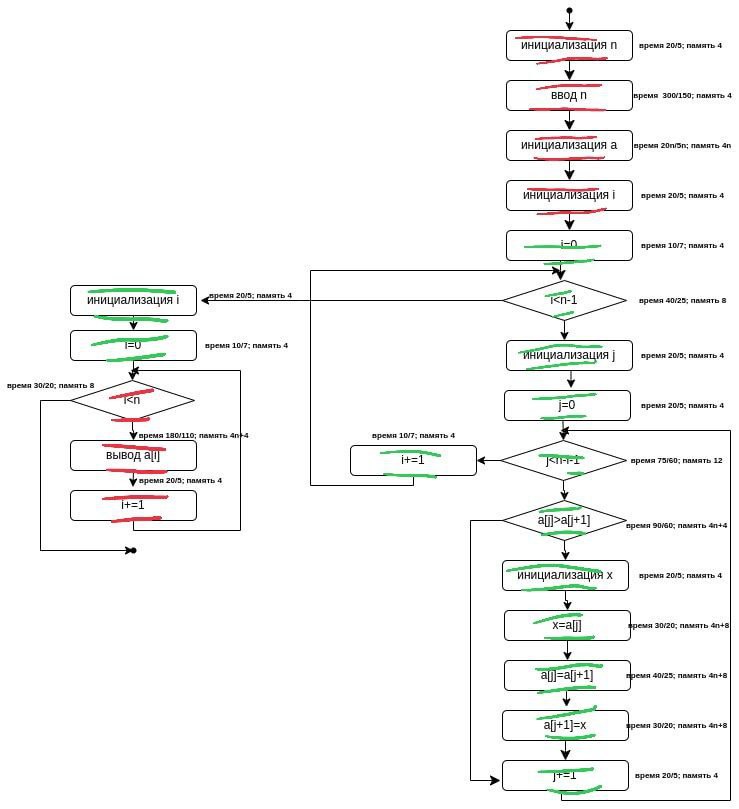 инициализация n
время 20/5; память 4
ввод n
время 300/150; память 4
инициализация a
время 20n/5n; память 4n
инициализация i
время 20/5; память 4
i=0
время 10/7; память 4
i<n-1
время 40/25; память 8
инициализация j
время 20/5; память 4
j=0
время 20/5; память 4
j<n-i-1
время 75/60; память 12
i+=1
время 10/7; память 4
a[j]>a[j+1]
время 90/60; память 4n+4
инициализация x
время 20/5; память 4
x=a[j]
время 30/20; память 4n+8
a[j]=a[j+1]
время 40/25; память 4n+8
a[j+1]=x
время 30/20; память 4n+8
j+=1
время 20/5; память 4
инициализация i
время 20/5; память 4
i=0
время 10/7; память 4
время 30/20; память 8
i<n
время 180/110; память 4n+4
вывод a[i]
время 20/5; память 4
i+=1